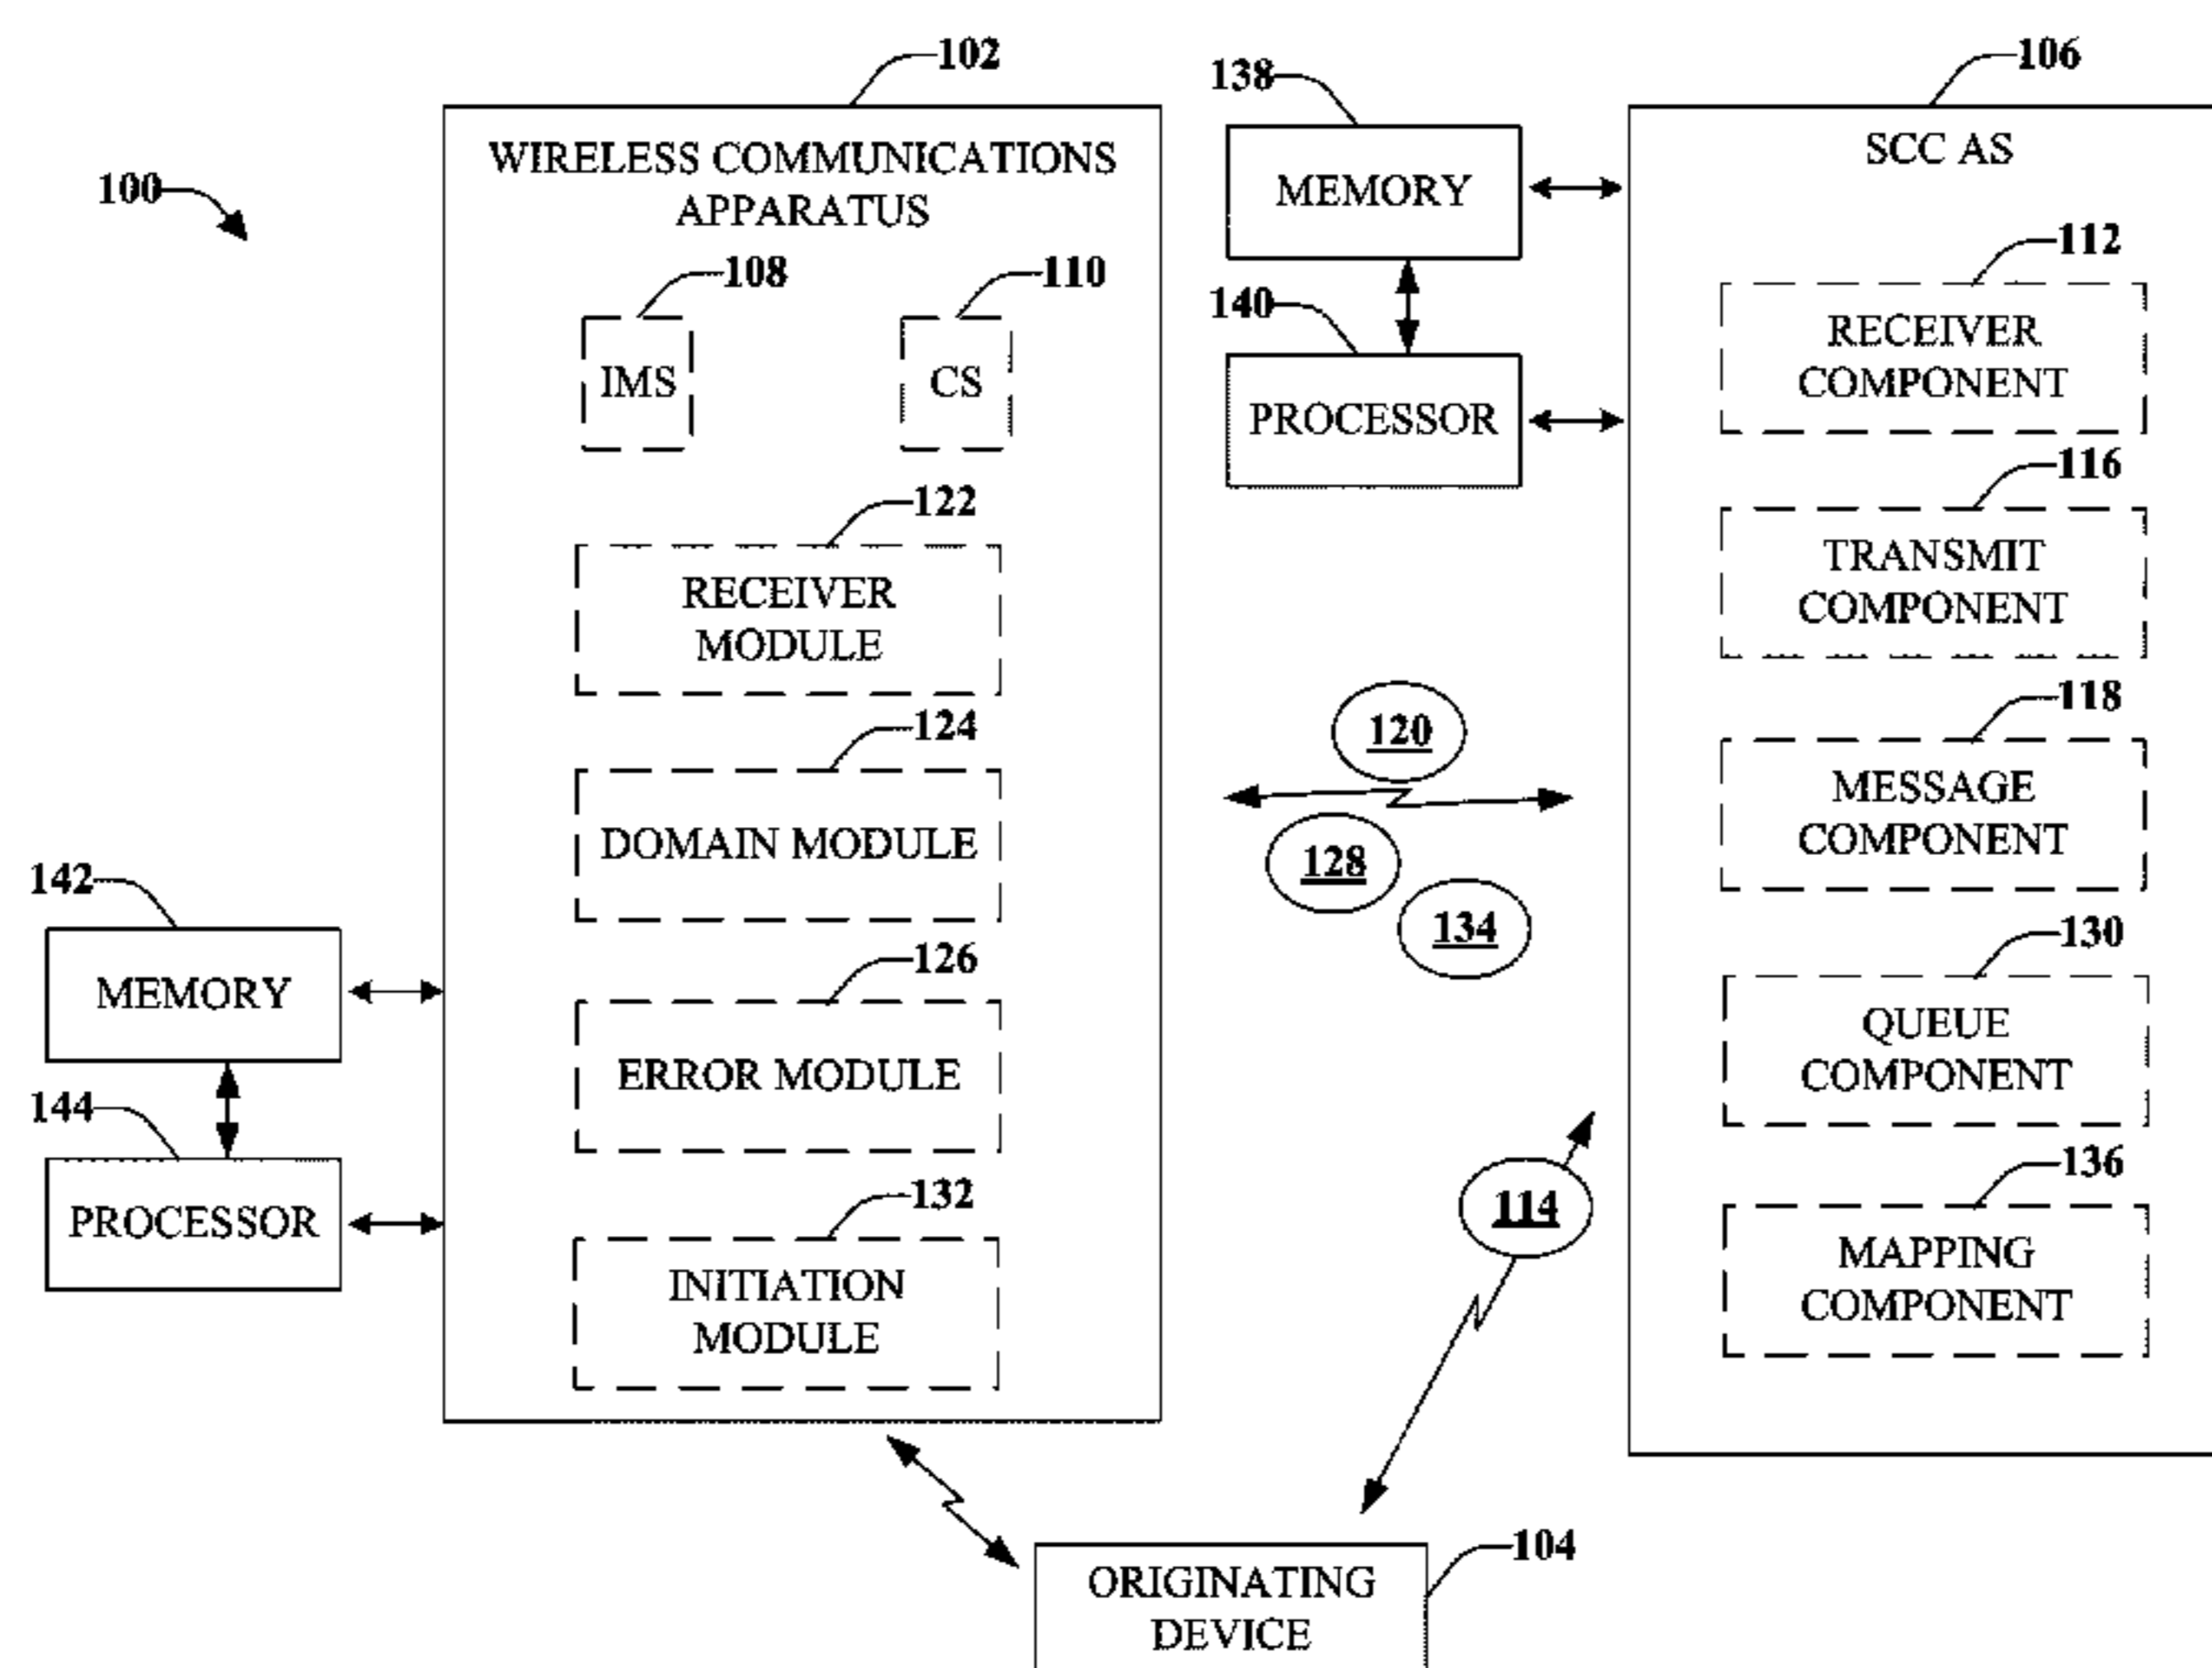 100
102
WIRELESS COMMUNICATIONS
APPARATUS
108
IMS
110
CS
122
RECEIVER
MODULE
124
DOMAIN MODULE
126
ERROR MODULE
132
INITIATION
MODULE
142
MEMORY
144
PROCESSOR
138
MEMORY
140
PROCESSOR
120
128
134
114
106
SCC AS
112
RECEIVER
COMPONENT
116
TRANSMIT
COMPONENT
118
MESSAGE
COMPONENT
130
QUEUE
COMPONENT
136
MAPPING
COMPONENT
104
ORIGINATING
DEVICE